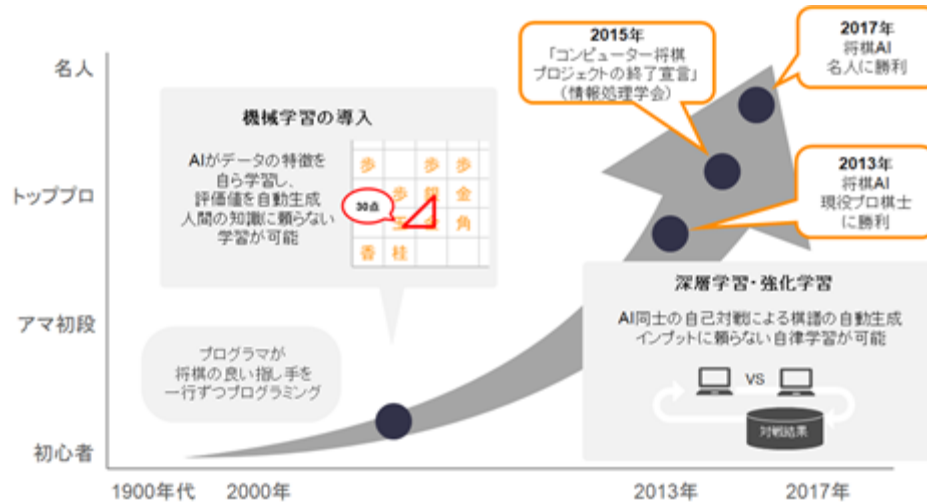 名人
トッププロ
アマ初段
初心者
機械学習の導入
AIがデータの特徴を
自ら学習し、
評価値を自動生成
人間の知識に頼らない
学習が可能
歩 歩 歩
歩 銀 金
30点
玉 金 角
香 桂
プログラマが
将棋の良い指し手を
一行ずつプログラミング
2015年
「コンピューター将棋
プロジェクトの終了宣言」
(情報処理学会)
2017年
将棋AI
名人に勝利
2013年
将棋AI
現役プロ棋士
に勝利
深層学習・強化学習
AI同士の自己対戦による棋譜の自動生成
インプットに頼らない自律学習が可能
VS
対戦結果
1900年代
2000年
2013年
2017年